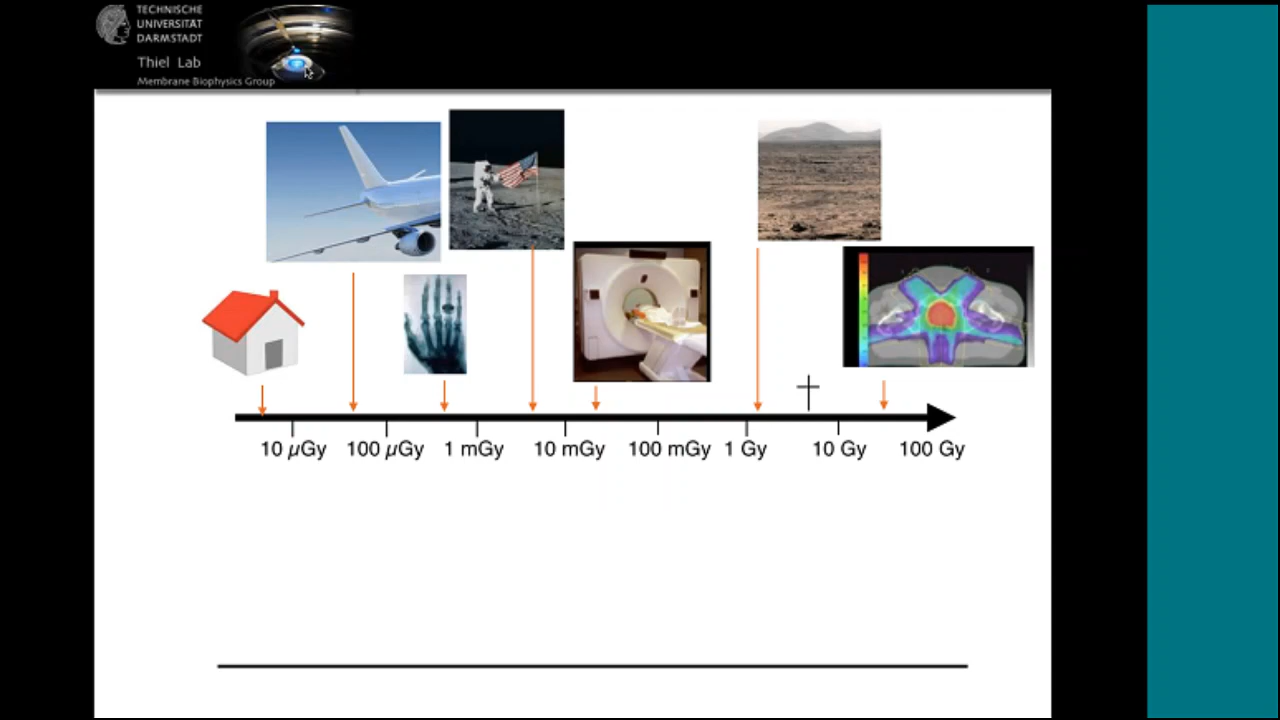 TECHNISCHE
UNIVERSITÄT
DARMSTADT
Thiel Lab
Membrane Biophysics Group
10 µGy 100 µGy 1 mGy 10 mGy 100 mGy 1 Gy 10 Gy 100 Gy